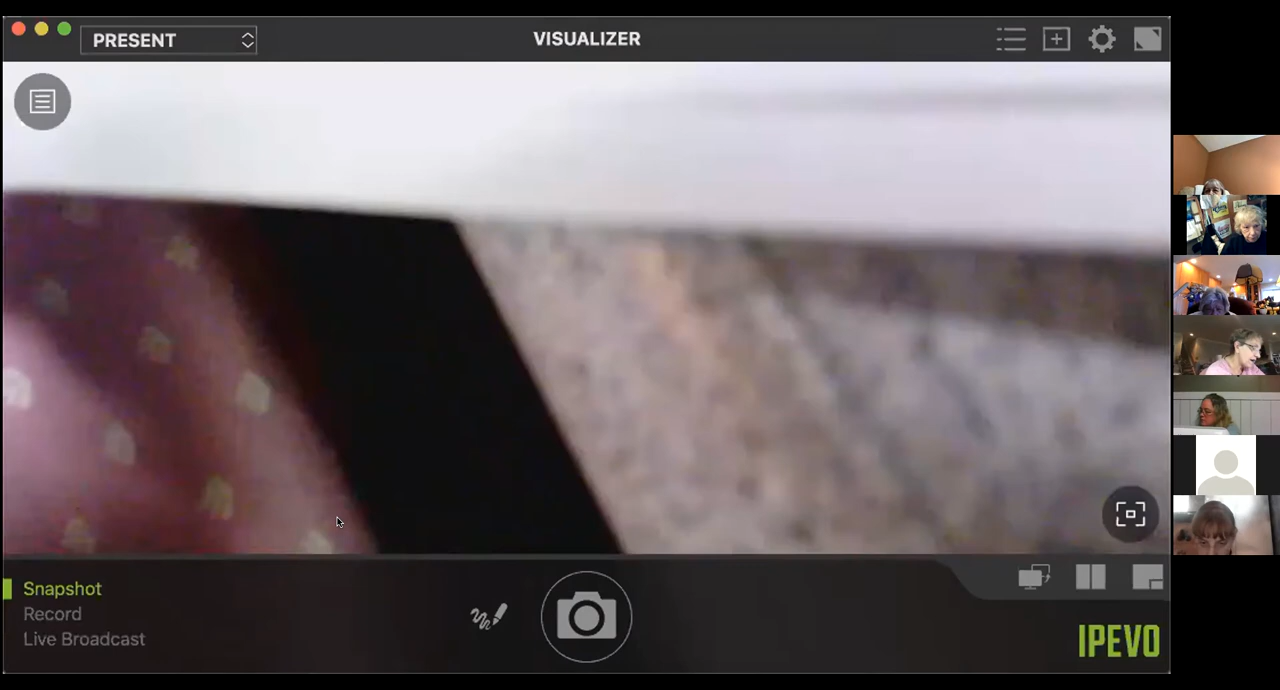 PRESENT
VISUALIZER
Snapshot
Record
Live Broadcast
IPEVO